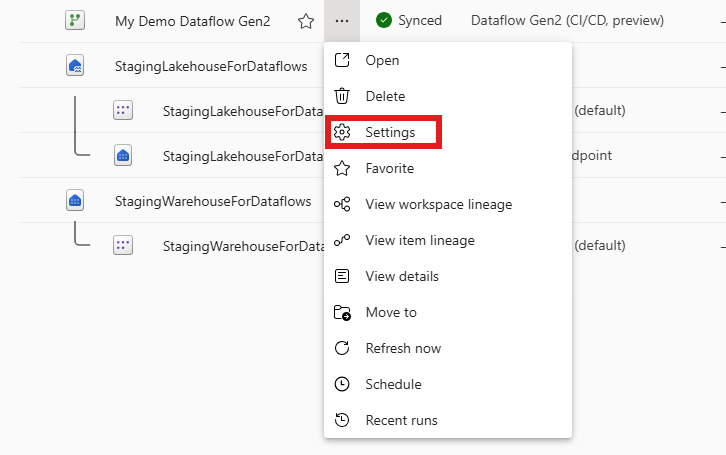 My Demo Dataflow Gen2 ... Synced Dataflow Gen2 (CI/CD, preview)
StagingLakehouseForDataflows
Open
Delete
StagingLakehouseForData (default)
Settings
StagingLakehouseForData dpoint
Favorite
StagingWarehouseForDataflows
View workspace lineage
StagingWarehouseForData (default)
View item lineage
View details
Move to
Refresh now
Schedule
Recent runs